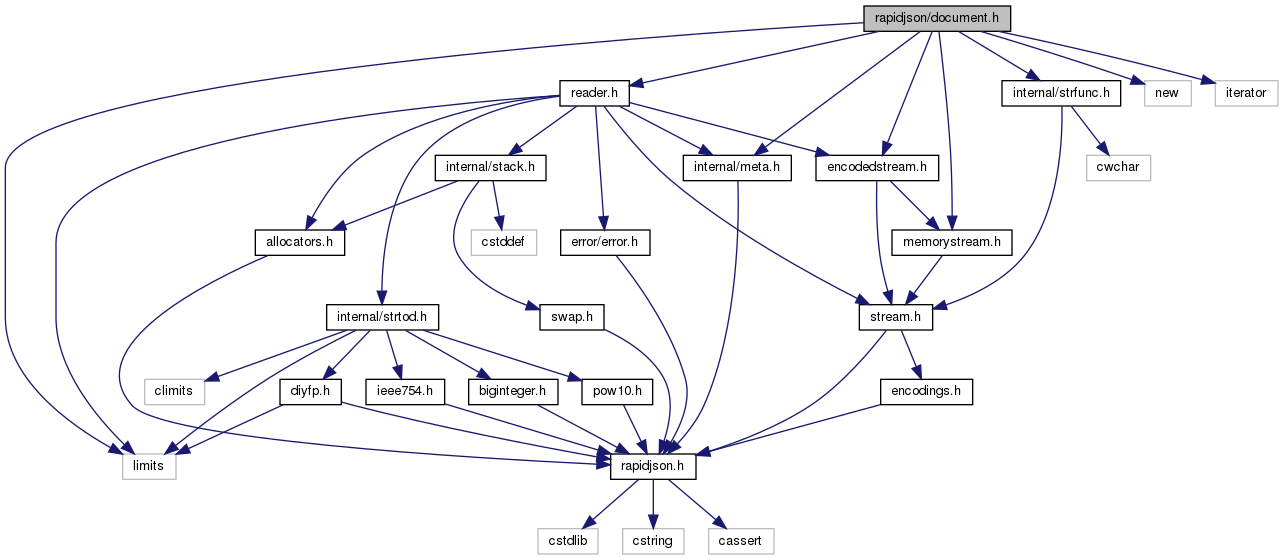 rapidjson/document.h
reader.h
internal/strfunc.h
new
iterator
internal/stack.h
internal/meta.h
encodedstream.h
cwchar
allocators.h
cstddef
error/error.h
memorystream.h
internal/strtod.h
swap.h
stream.h
climits
diyfp.h
ieee754.h
biginteger.h
pow10.h
encodings.h
limits
rapidjson.h
cstdlib
cstring
cassert